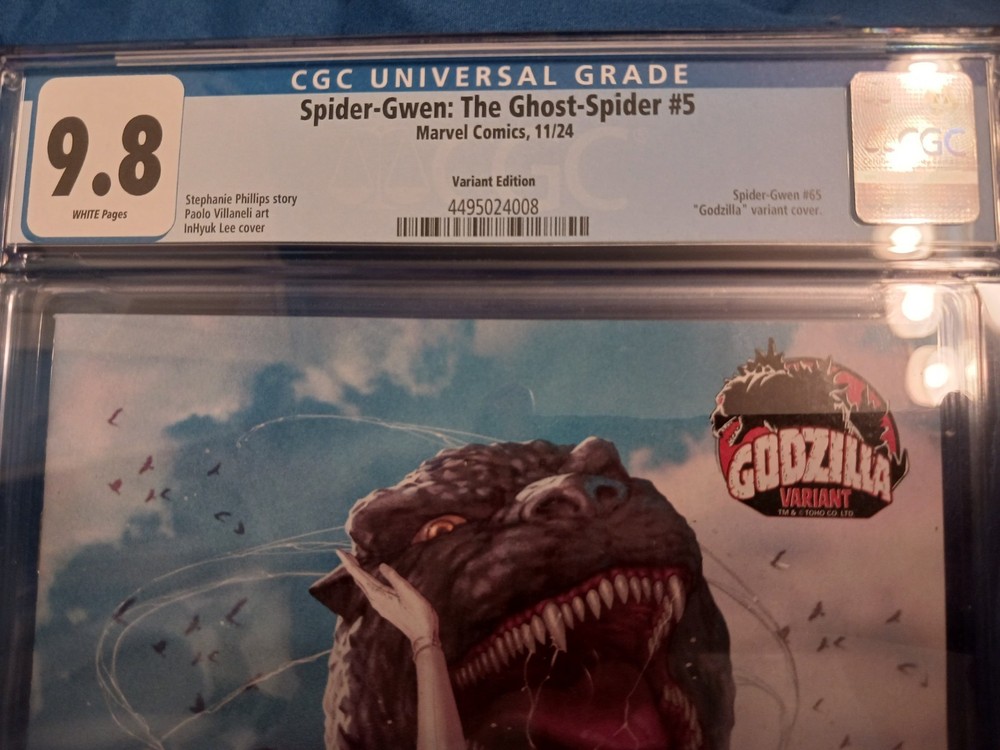 CGC UNIVERSAL GRADE
9.8
WHITE Pages
Spider-Gwen: The Ghost-Spider #5
Marvel Comics, 11/24
Variant Edition
4495024008
Stephanie Phillips story
Paolo Villaneli art
InHyuk Lee cover
Spider-Gwen #65
"Godzilla" variant cover.
CGC
GODZILLA
VARIANT
TM & © TOHO CO. LTD